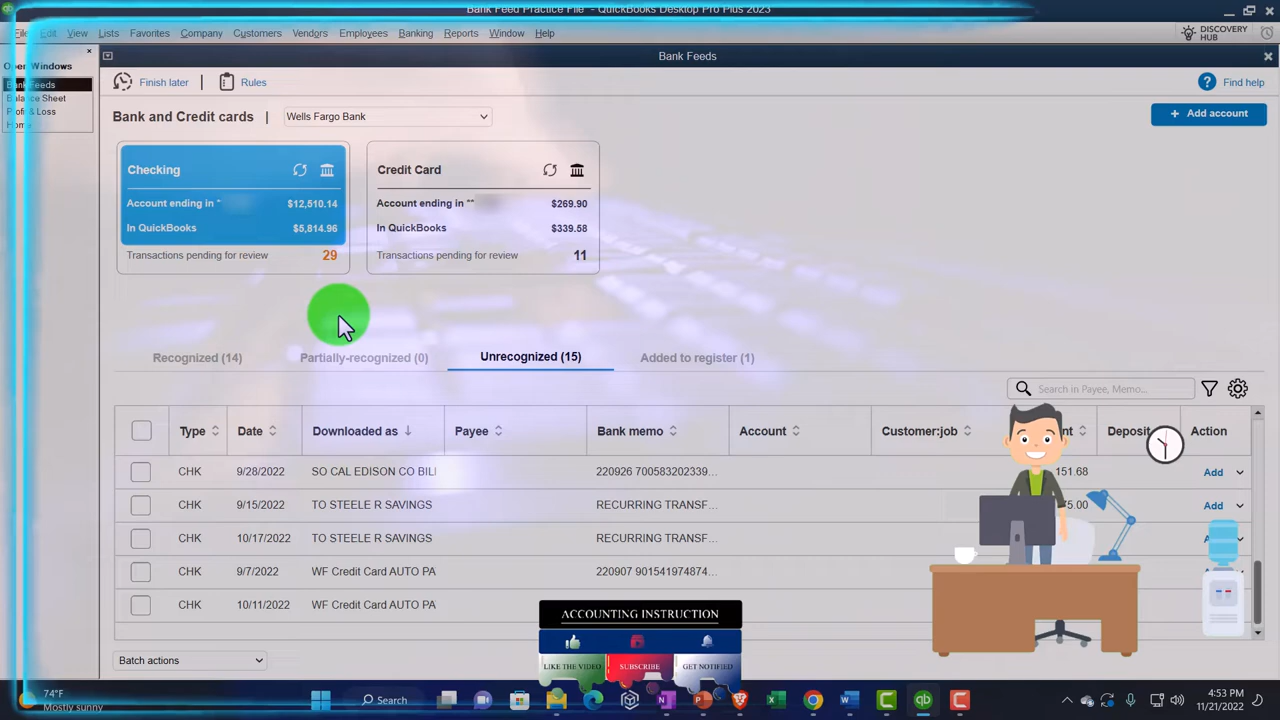 Bank Feed Practice File - QuickBooks Desktop Pro Plus 2023
File Edit View Lists Favorites Company Customers Vendors Employees Banking Reports Window Help
DISCOVERY
HUB
Open Windows
Bank Feeds
Bank Feeds
Balance Sheet
Profit & Loss
Finish later | Rules
Find help
Bank and Credit cards | Wells Fargo Bank
+ Add account
Checking
Account ending in * $12,510.14
In QuickBooks $5,814.96
Transactions pending for review 29
Credit Card
Account ending in ** $269.90
In QuickBooks $339.58
Transactions pending for review 11
Recognized (14) Partially-recognized (0) Unrecognized (15) Added to register (1)
Search in Payee, Memo...
Type Date Downloaded as Payee Bank memo Account Customer:job Action
CHK 9/28/2022 SO CAL EDISON CO BILI 220926 700583202339... 151.68 Add
CHK 9/15/2022 TO STEELE R SAVINGS RECURRING TRANSF... Add
CHK 10/17/2022 TO STEELE R SAVINGS RECURRING TRANSF...
CHK 9/7/2022 WF Credit Card AUTO PA 220907 901541974874...
CHK 10/11/2022 WF Credit Card AUTO PA
ACCOUNTING INSTRUCTION
LIKE THE VIDEO SUBSCRIBE GET NOTIFIED
Batch actions
74°F
Mostly sunny
Search
4:53 PM
11/21/2022